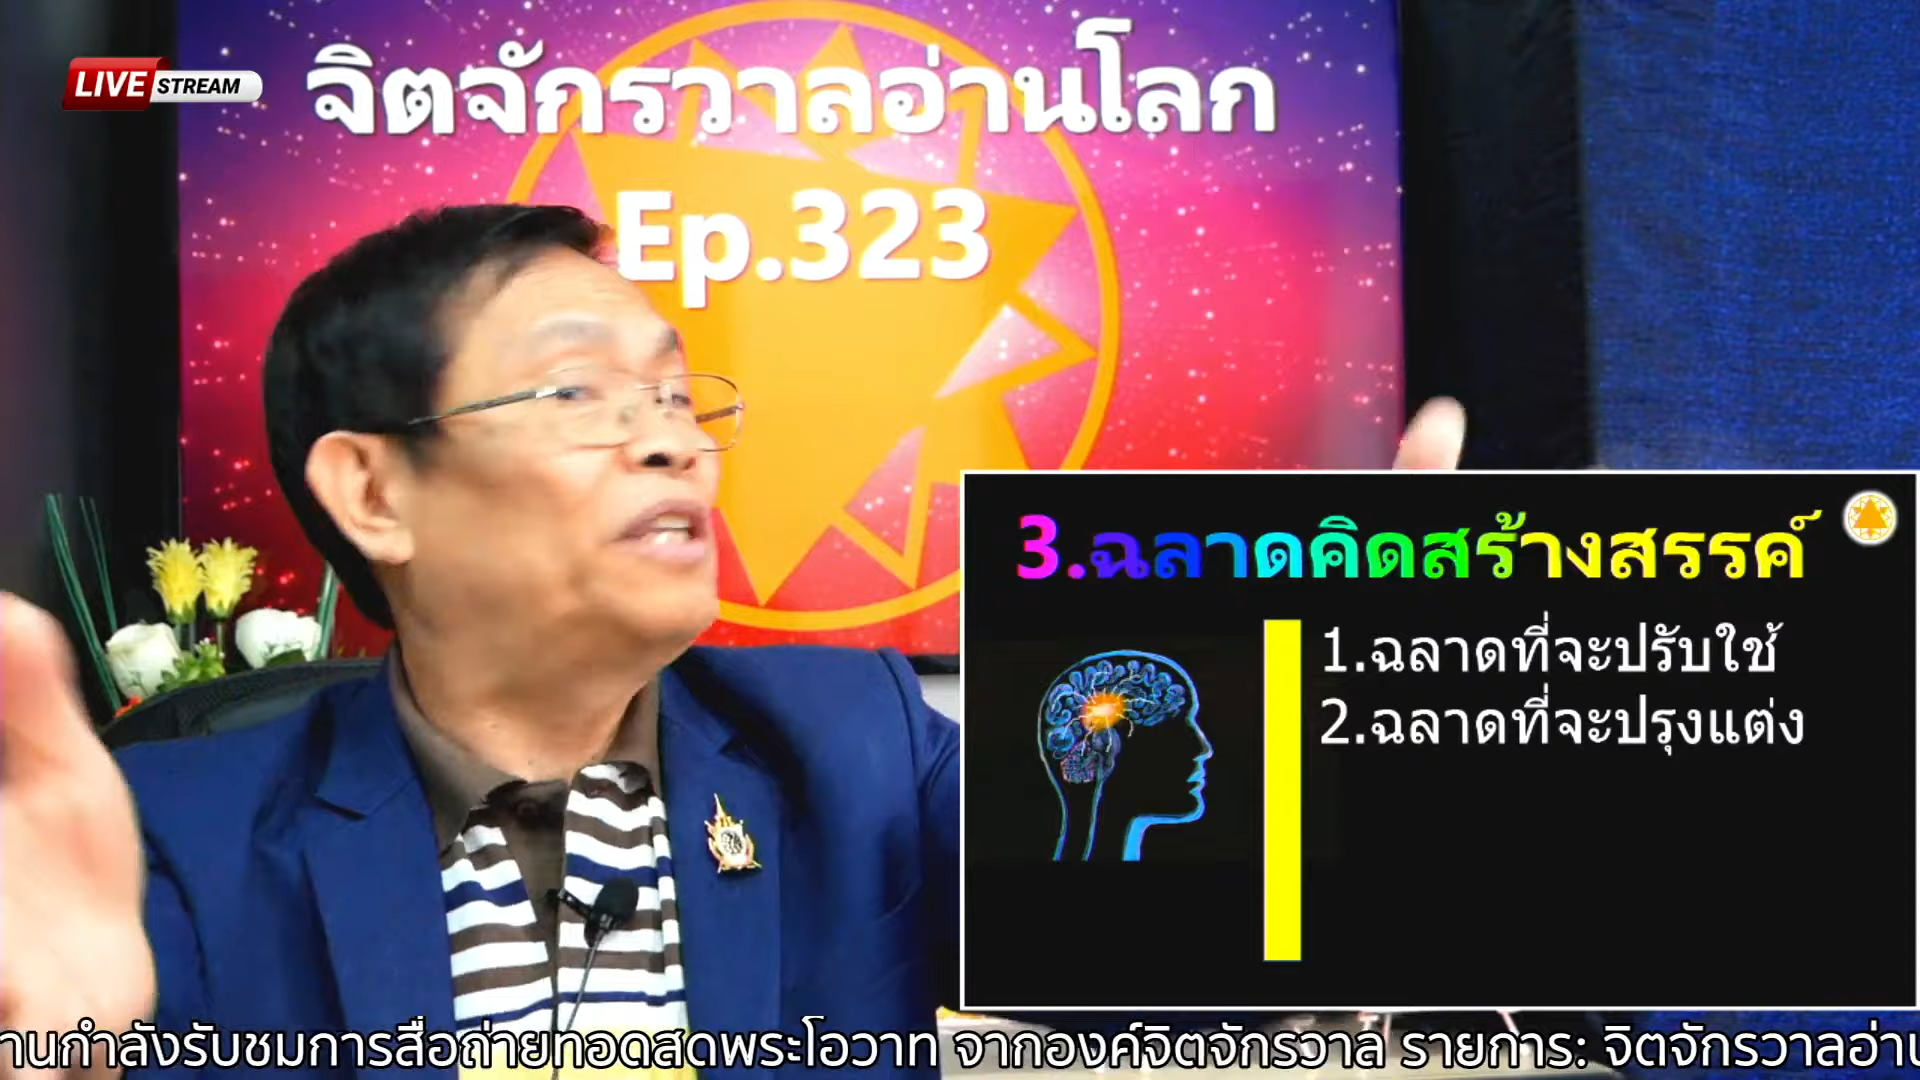 LIVE STREAM
จิตจักรวาลอ่านโลก
Ep.323
3.ฉลาดคิดสร้างสรรค์
1.ฉลาดที่จะปรับใช้
2.ฉลาดที่จะปรุงแต่ง
านกำลังรับชมการสื่อถ่ายทอดสดพระโอวาท จากองค์จิตจักรวาล รายการ: จิตจักรวาลอ่าน